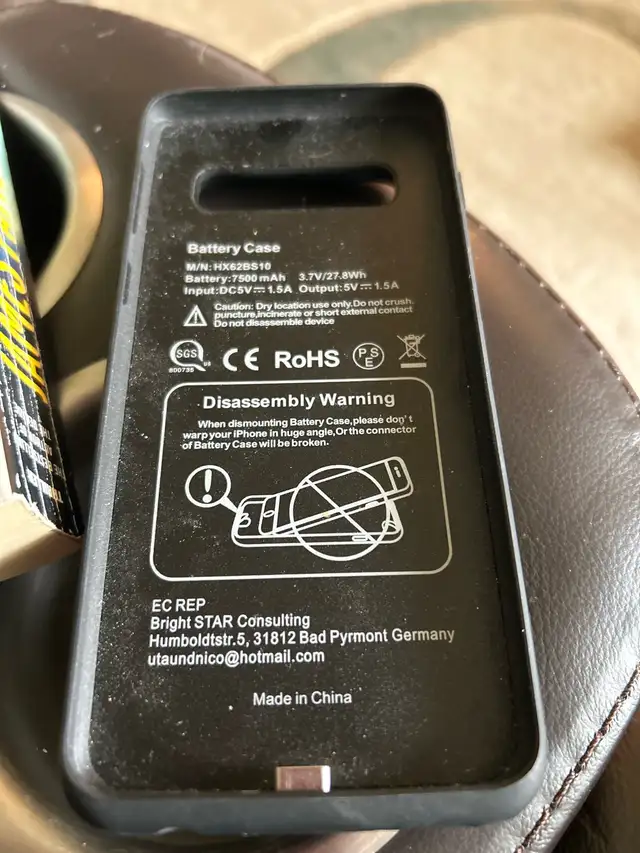 Battery Case
M/N: HX62BS10
Battery:7500 mAh 3.7V/27.8Wh
Input:DC5V⎓1.5A Output:5V⎓1.5A
Caution: Dry location use only.Do not crush.
puncture,incinerate or short external contact
Do not disassemble device
SGS us CE RoHS PSE
600735
Disassembly Warning
When dismounting Battery Case,please don't
warp your iPhone in huge angle,Or the connector
of Battery Case will be broken.
EC REP
Bright STAR Consulting
Humboldtstr.5, 31812 Bad Pyrmont Germany
utaundnico@hotmail.com
Made in China